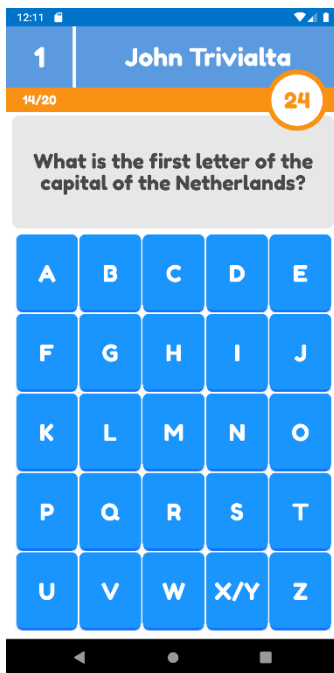 12:11
1 John Trivialta
14/20 24
What is the first letter of the
capital of the Netherlands?
A B C D E
F G H I J
K L M N O
P Q R S T
U V W X/Y Z